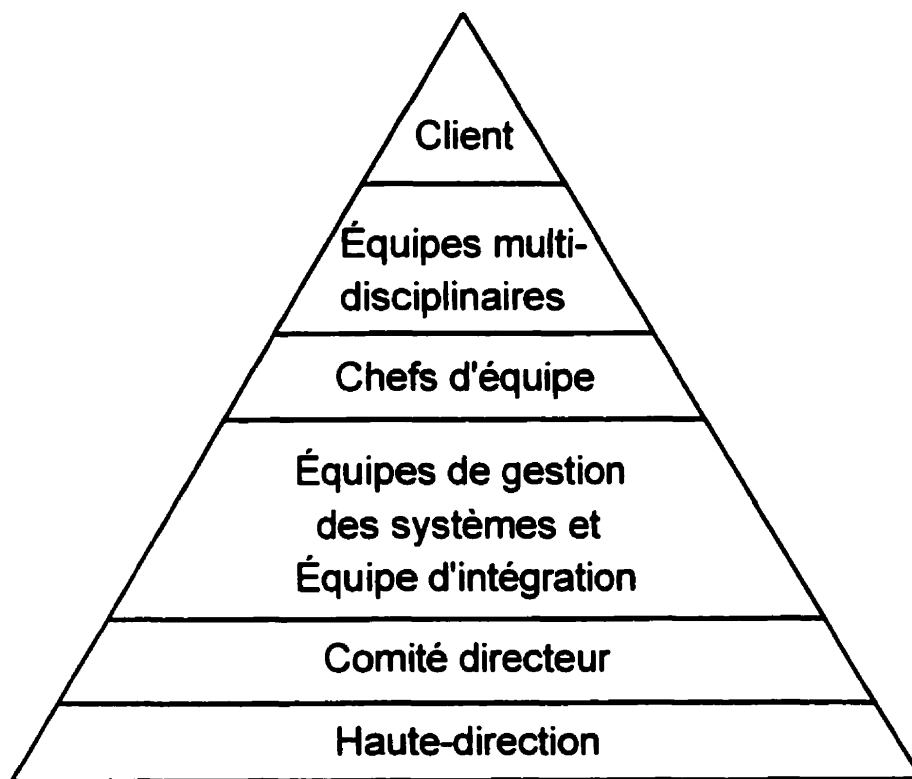 Client
Équipes multi-
disciplinaires
Chefs d'équipe
Équipes de gestion
des systèmes et
Équipe d'intégration
Comité directeur
Haute-direction